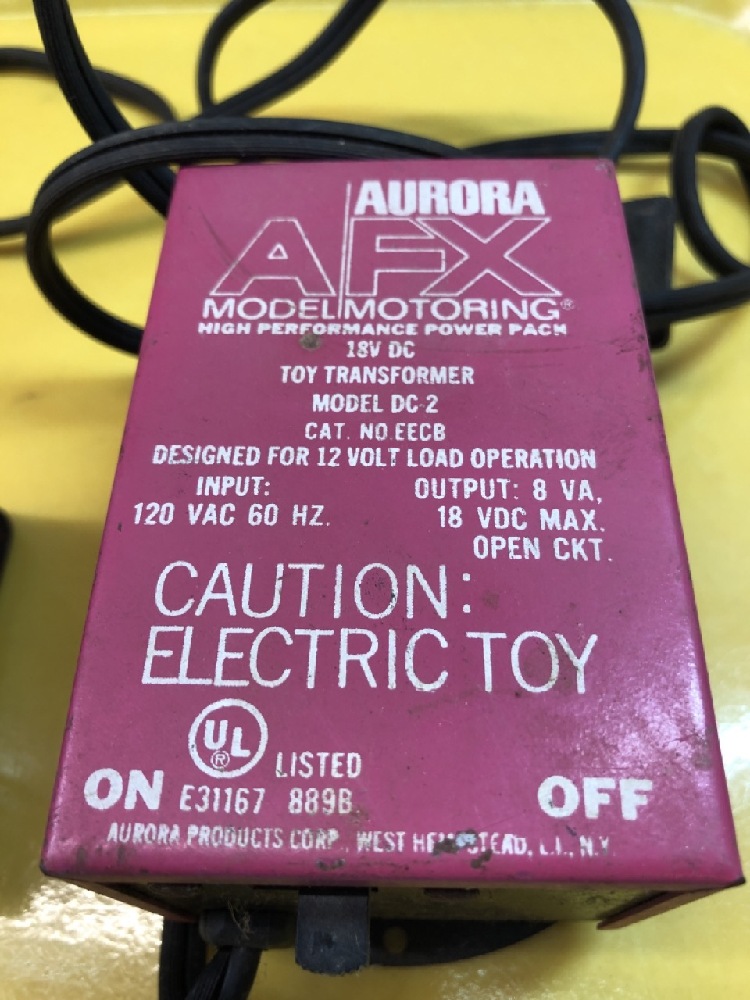 AURORA
AFX
MODEL MOTORING®
HIGH PERFORMANCE POWER PACK
18V DC
TOY TRANSFORMER
MODEL DC-2
CAT. NO. EECB
DESIGNED FOR 12 VOLT LOAD OPERATION
INPUT:
120 VAC 60 HZ.
OUTPUT: 8 VA,
18 VDC MAX.
OPEN CKT.
CAUTION:
ELECTRIC TOY
UL ® LISTED
E31167 889B
ON
OFF
AURORA PRODUCTS CORP., WEST HEMPSTEAD, L.I., N.Y.